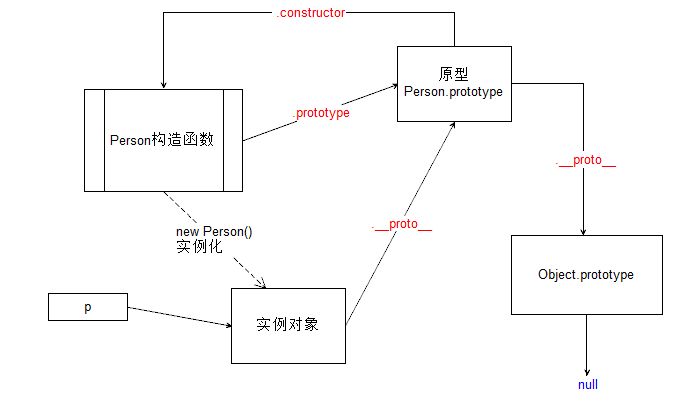 .constructor
原型
Person.prototype
Person构造函数
.prototype
.__proto__
.__proto__
new Person()
实例化
Object.prototype
p
实例对象
null